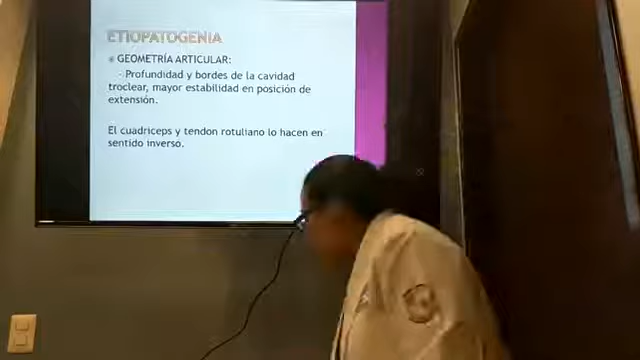 ETIOPATOGENIA
GEOMETRÍA ARTICULAR:
- Profundidad y bordes de la cavidad
troclear, mayor estabilidad en posición de
extensión.
El cuadriceps y tendon rotuliano lo hacen en
sentido inverso.